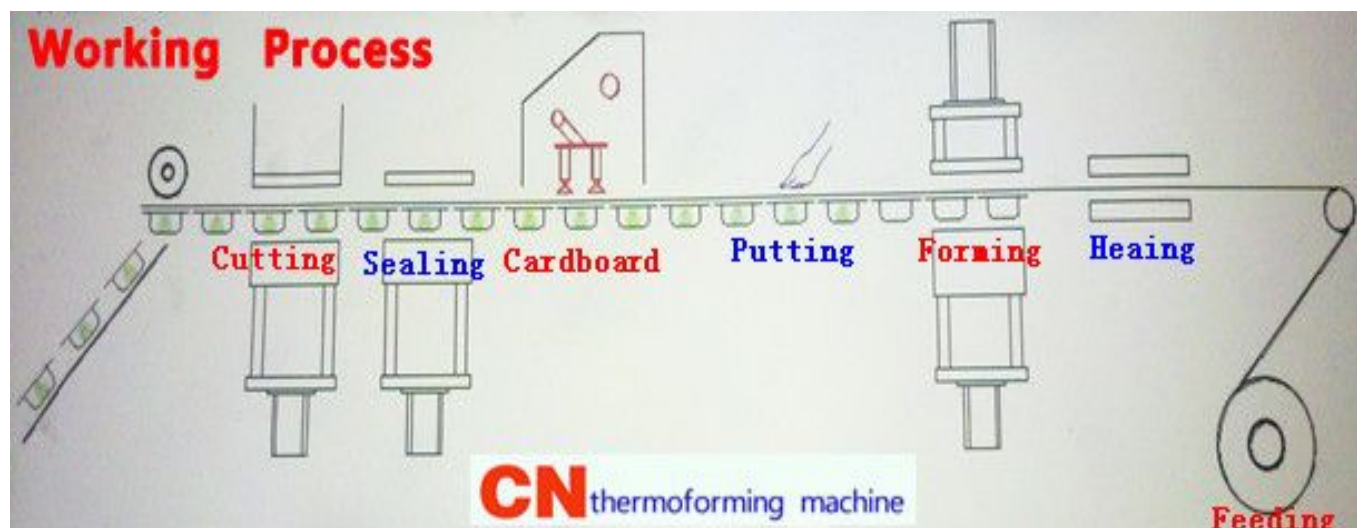 Working Process
Cutting
Sealing
Cardboard
Putting
Forming
Heaing
CN thermoforming machine
Feeding